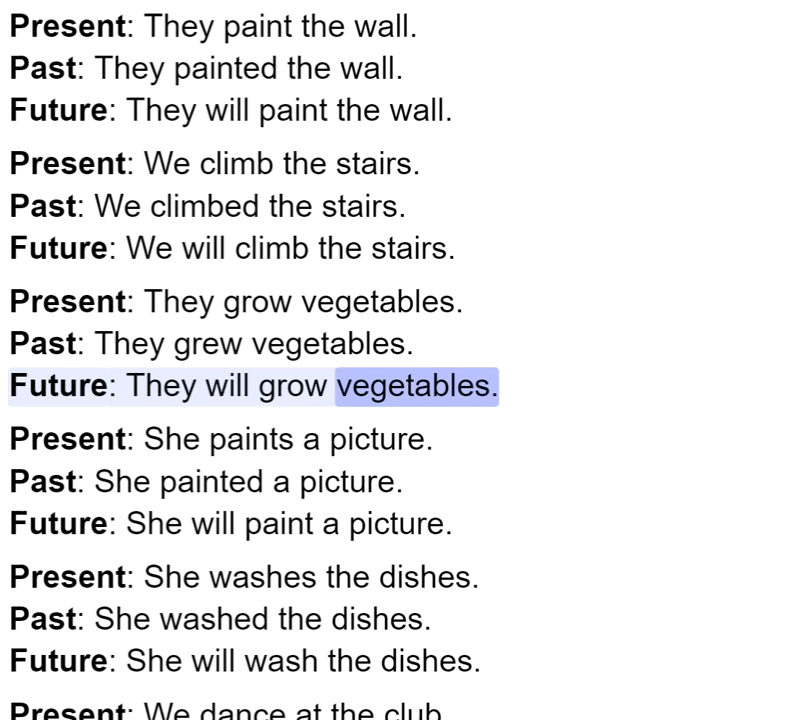 Present: They paint the wall.
Past: They painted the wall.
Future: They will paint the wall.
Present: We climb the stairs.
Past: We climbed the stairs.
Future: We will climb the stairs.
Present: They grow vegetables.
Past: They grew vegetables.
Future: They will grow vegetables.
Present: She paints a picture.
Past: She painted a picture.
Future: She will paint a picture.
Present: She washes the dishes.
Past: She washed the dishes.
Future: She will wash the dishes.
Present: We dance at the club